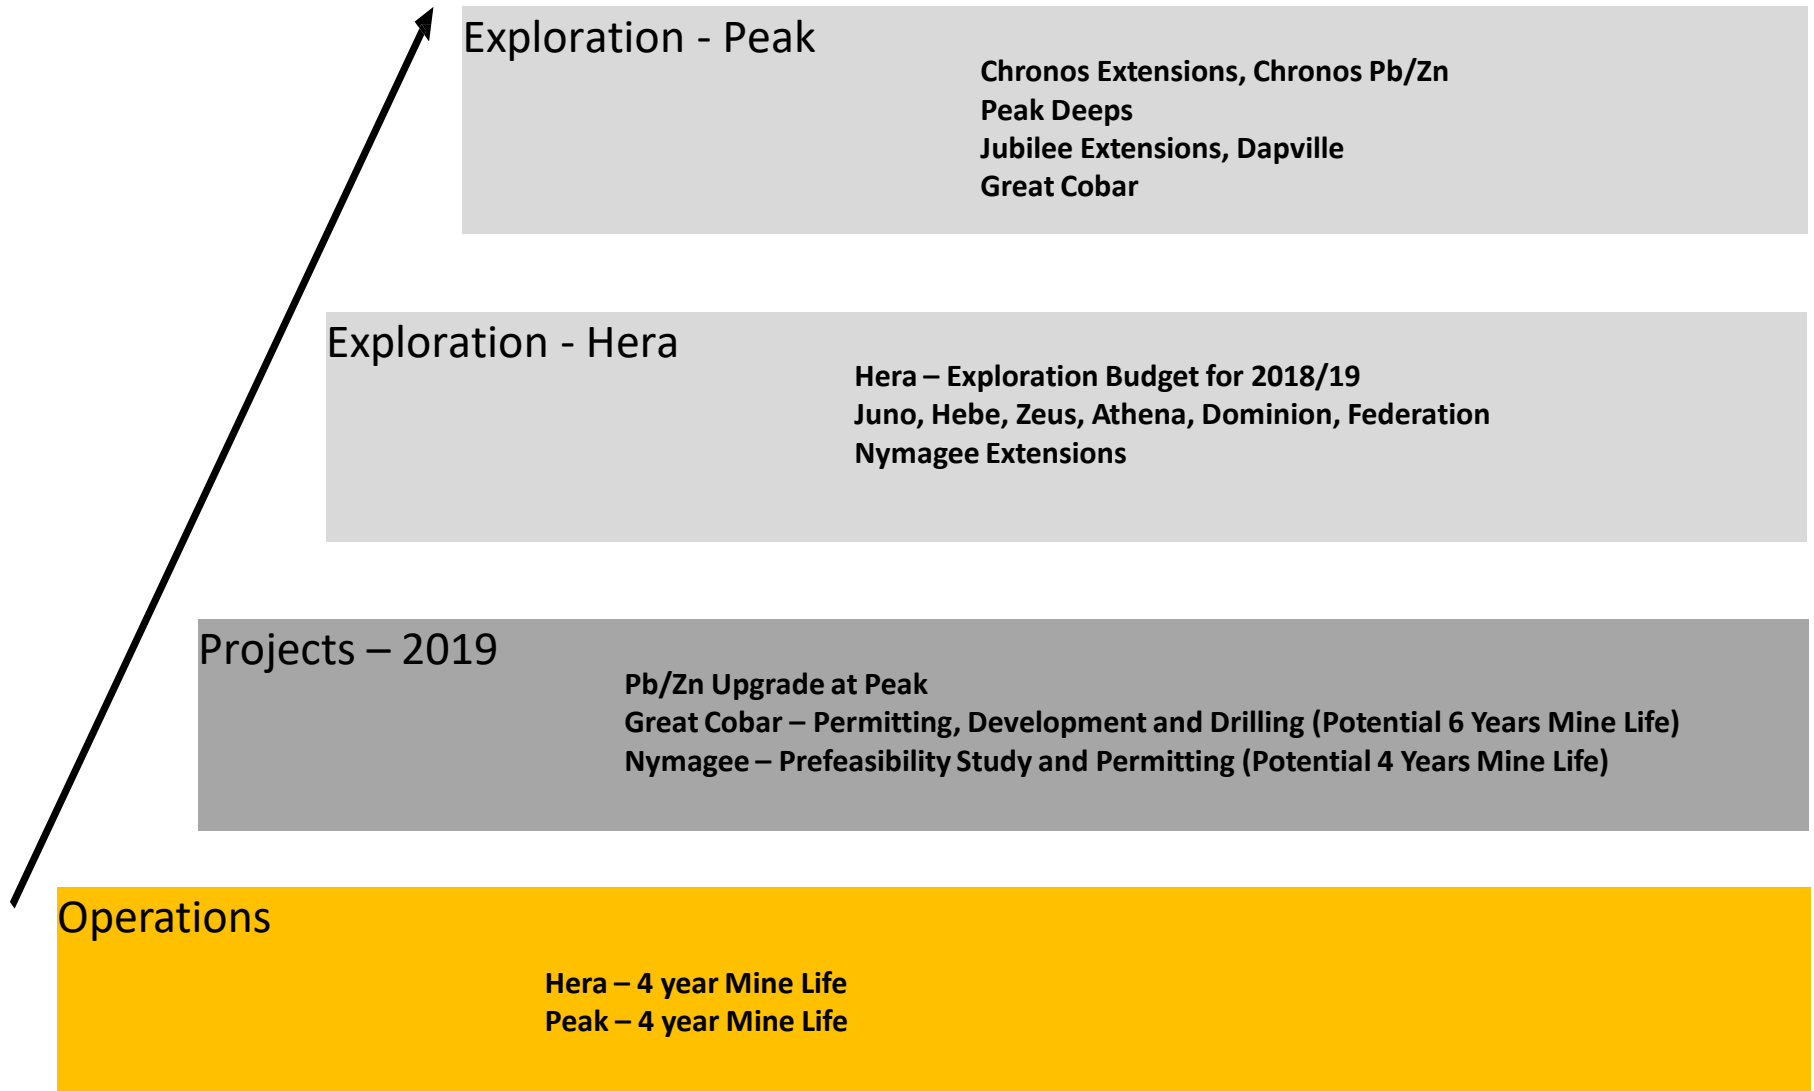 Exploration - Peak
Chronos Extensions, Chronos Pb/Zn
Peak Deeps
Jubilee Extensions, Dapville
Great Cobar
Exploration - Hera
Hera – Exploration Budget for 2018/19
Juno, Hebe, Zeus, Athena, Dominion, Federation
Nymagee Extensions
Projects – 2019
Pb/Zn Upgrade at Peak
Great Cobar – Permitting, Development and Drilling (Potential 6 Years Mine Life)
Nymagee – Prefeasibility Study and Permitting (Potential 4 Years Mine Life)
Operations
Hera – 4 year Mine Life
Peak – 4 year Mine Life